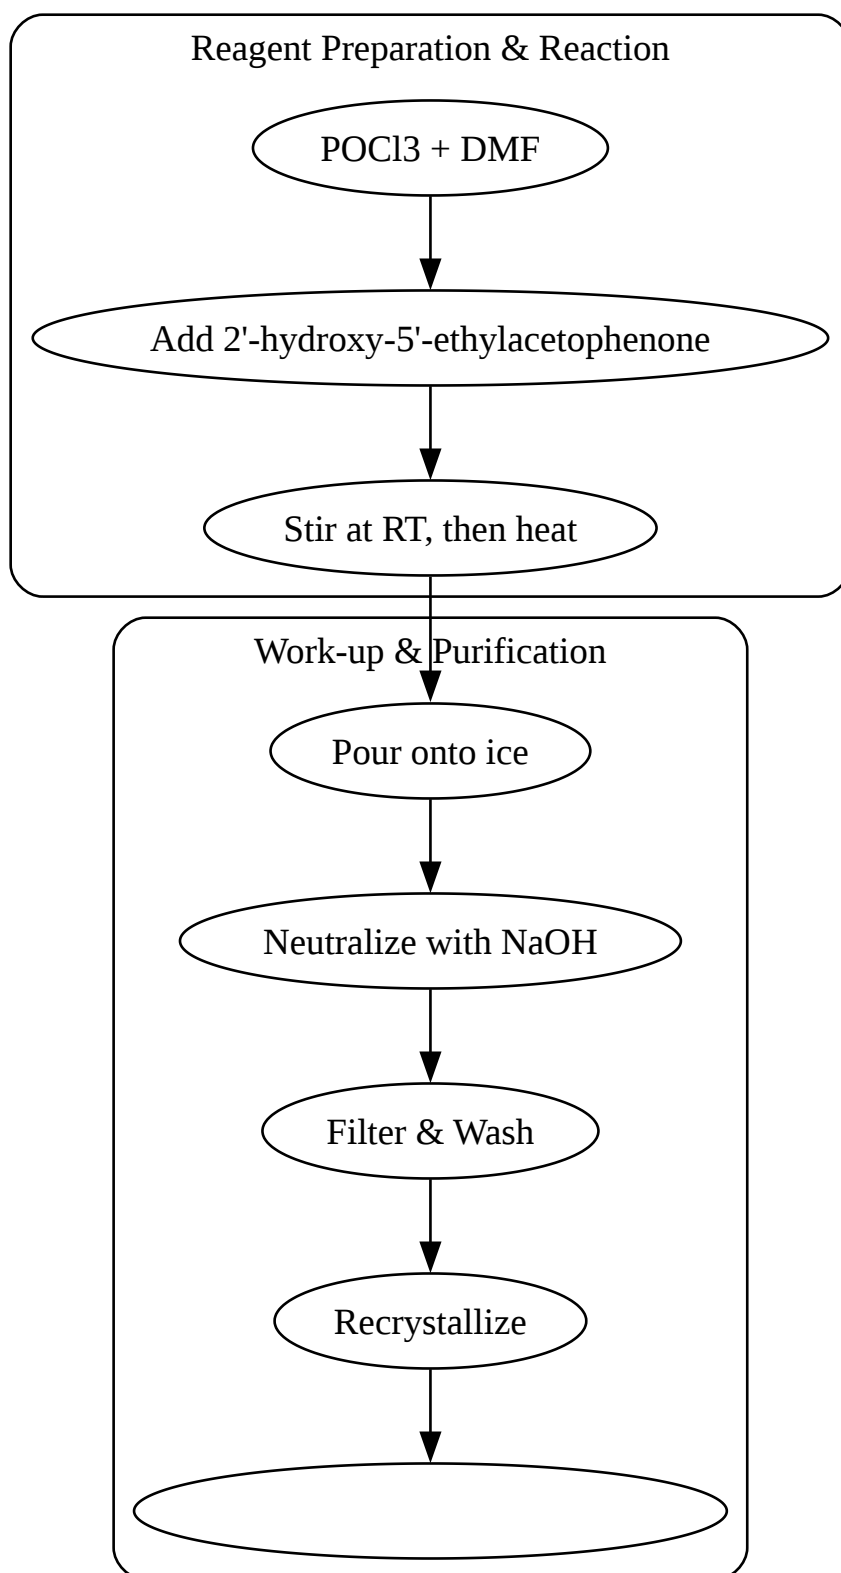 Reagent Preparation & Reaction
POCl3 + DMF
Add 2'-hydroxy-5'-ethylacetophenone
Stir at RT, then heat
Work-up & Purification
Pour onto ice
Neutralize with NaOH
Filter & Wash
Recrystallize